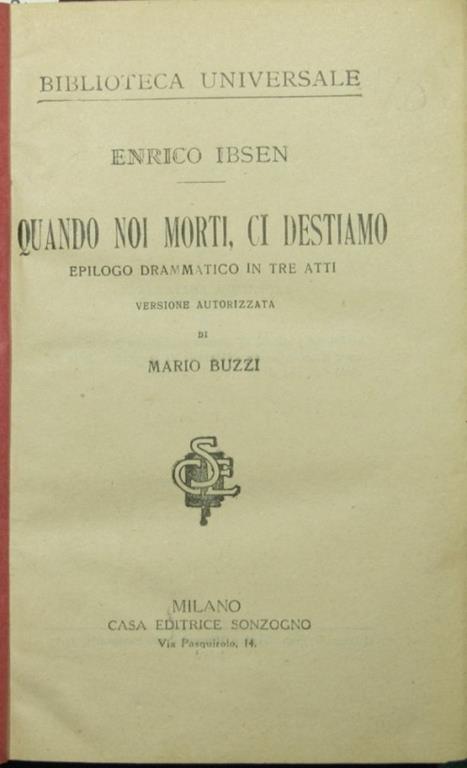 BIBLIOTECA UNIVERSALE
ENRICO IBSEN
QUANDO NOI MORTI, CI DESTIAMO
EPILOGO DRAMMATICO IN TRE ATTI
VERSIONE AUTORIZZATA
DI
MARIO BUZZI
CSE
MILANO
CASA EDITRICE SONZOGNO
Via Pasquirolo, 14.